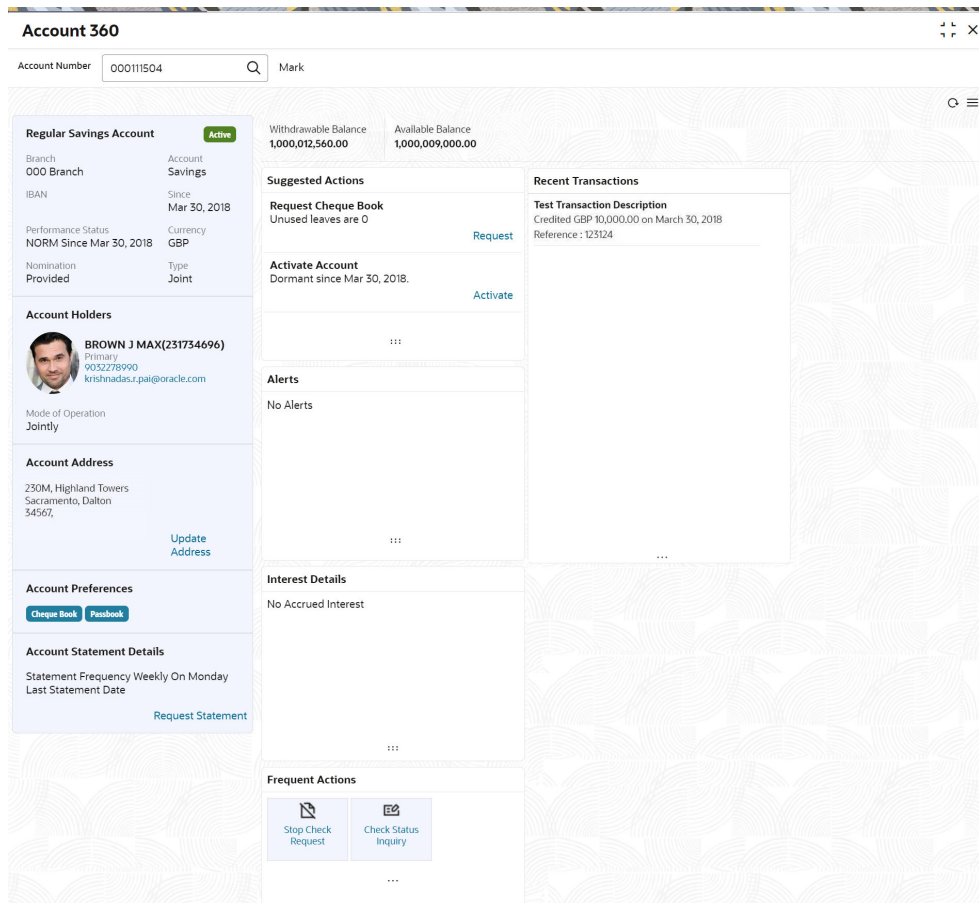 Account 360
Account Number 000111504 Mark
Regular Savings Account Active
Branch Account
000 Branch Savings
IBAN Since
Mar 30, 2018
Performance Status Currency
NORM Since Mar 30, 2018 GBP
Nomination Type
Provided Joint
Account Holders
BROWN J MAX(231734696)
Primary
9032278990
krishnadas.r.pai@oracle.com
Mode of Operation
Jointly
Account Address
230M, Highland Towers
Sacramento, Dalton
34567,
Update
Address
Account Preferences
Cheque Book Passbook
Account Statement Details
Statement Frequency Weekly On Monday
Last Statement Date
Request Statement
Withdrawable Balance Available Balance
1,000,012,560.00 1,000,009,000.00
Suggested Actions
Request Cheque Book
Unused leaves are 0
Request
Activate Account
Dormant since Mar 30, 2018.
Activate
Alerts
No Alerts
Interest Details
No Accrued Interest
Frequent Actions
Stop Check
Request
Check Status
Inquiry
Recent Transactions
Test Transaction Description
Credited GBP 10,000.00 on March 30, 2018
Reference : 123124